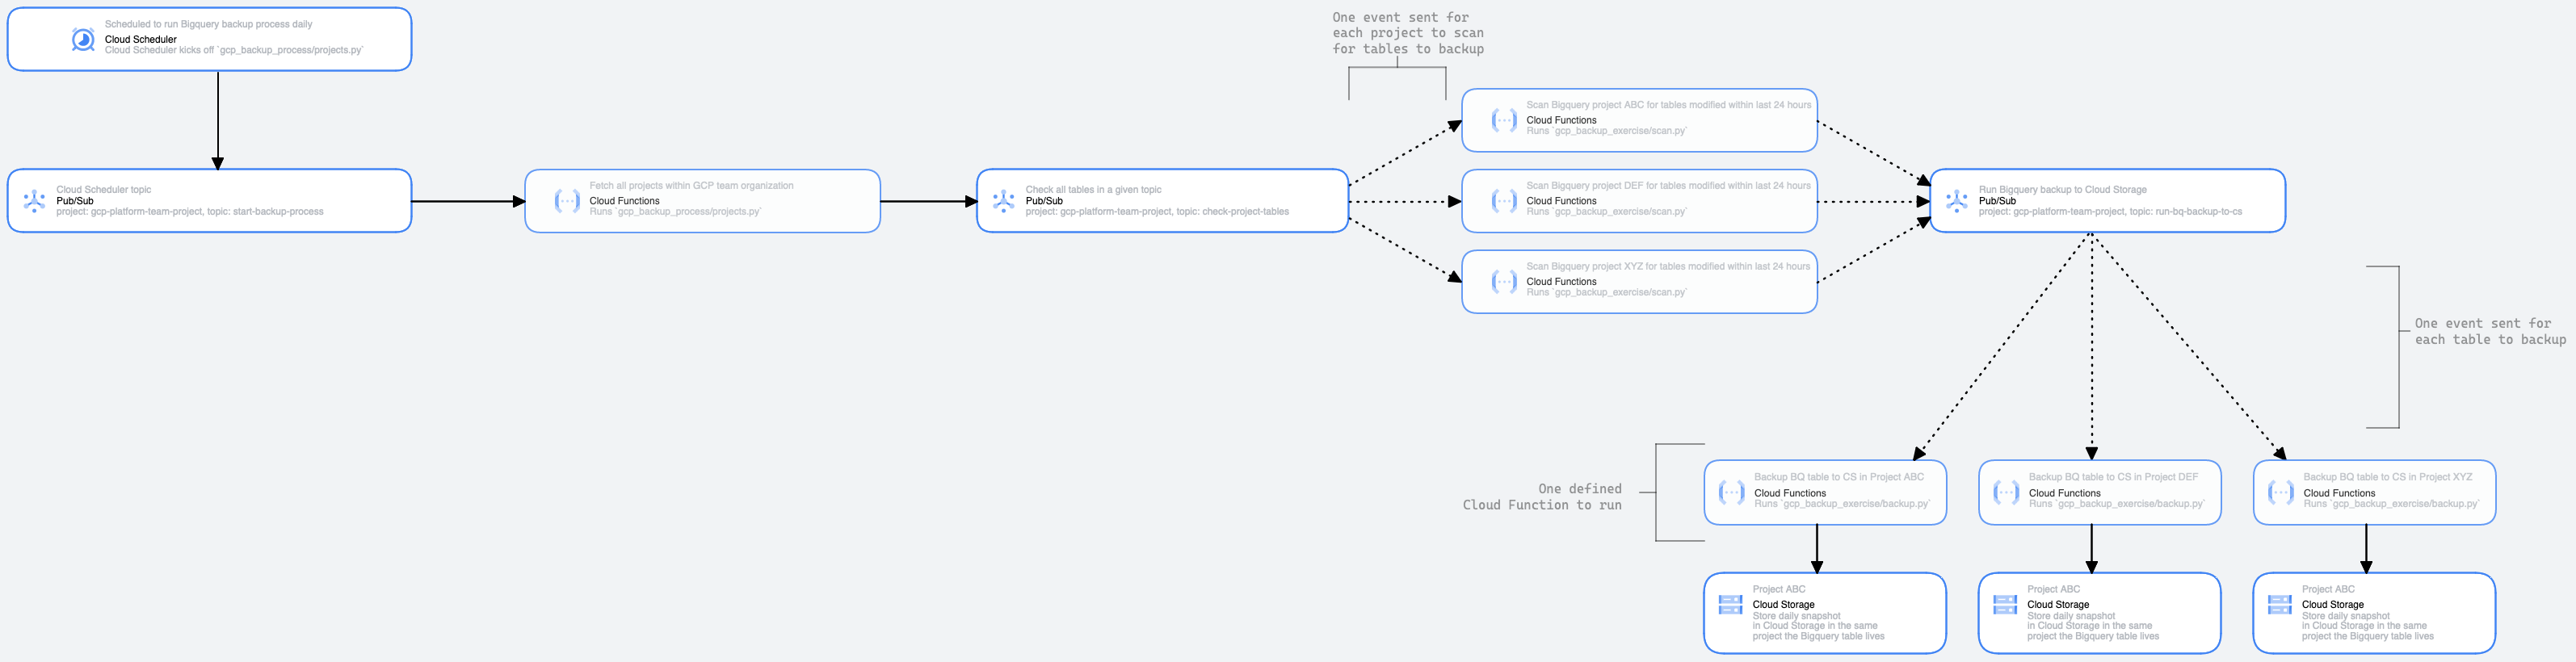 Scheduled to run Bigquery backup process daily
Cloud Scheduler
Cloud Scheduler kicks off `gcp_backup_process/projects.py`
One event sent for
each project to scan
for tables to backup
Cloud Scheduler topic
Pub/Sub
project: gcp-platform-team-project, topic: start-backup-process
Fetch all projects within GCP team organization
Cloud Functions
Runs `gcp_backup_process/projects.py`
Check all tables in a given topic
Pub/Sub
project: gcp-platform-team-project, topic: check-project-tables
Scan Bigquery project ABC for tables modified within last 24 hours
Cloud Functions
Runs `gcp_backup_exercise/scan.py`
Scan Bigquery project DEF for tables modified within last 24 hours
Cloud Functions
Runs `gcp_backup_exercise/scan.py`
Scan Bigquery project XYZ for tables modified within last 24 hours
Cloud Functions
Runs `gcp_backup_exercise/scan.py`
Run Bigquery backup to Cloud Storage
Pub/Sub
project: gcp-platform-team-project, topic: run-bq-backup-to-cs
One event sent for
each table to backup
One defined
Cloud Function to run
Backup BQ table to CS in Project ABC
Cloud Functions
Runs `gcp_backup_exercise/backup.py`
Backup BQ table to CS in Project DEF
Cloud Functions
Runs `gcp_backup_exercise/backup.py`
Backup BQ table to CS in Project XYZ
Cloud Functions
Runs `gcp_backup_exercise/backup.py`
Project ABC
Cloud Storage
Store daily snapshot
in Cloud Storage in the same
project the Bigquery table lives
Project ABC
Cloud Storage
Store daily snapshot
in Cloud Storage in the same
project the Bigquery table lives
Project ABC
Cloud Storage
Store daily snapshot
in Cloud Storage in the same
project the Bigquery table lives